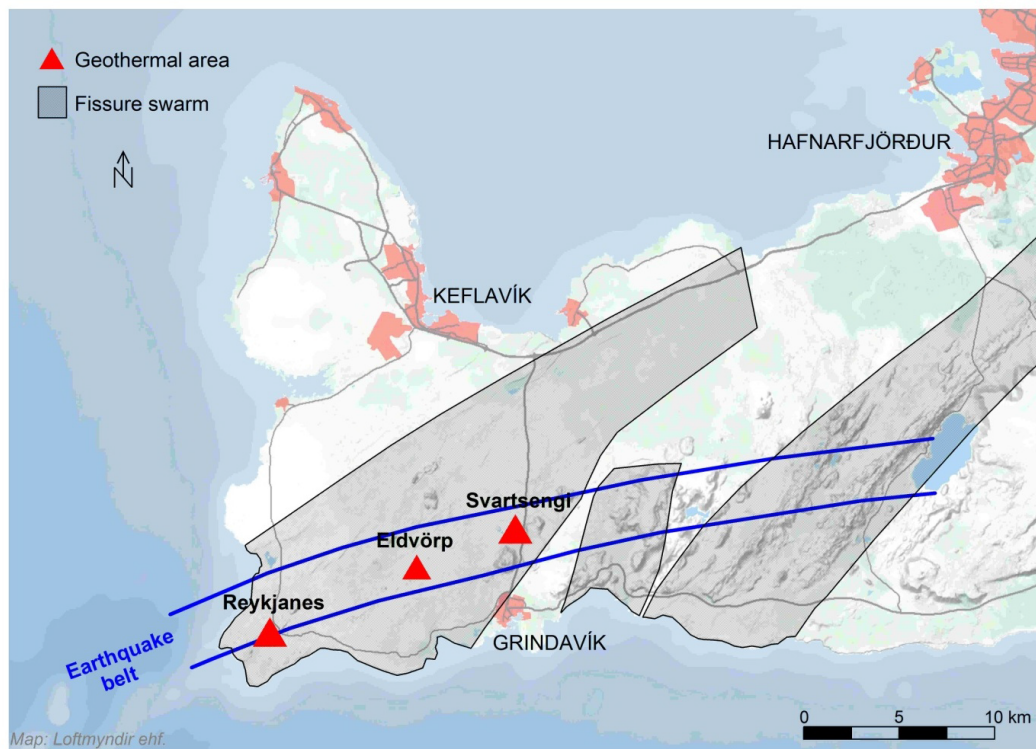 Geothermal area
Fissure swarm
N
HAFNARFJÖRÐUR
KEFLAVÍK
Svartsengi
Eldvörp
Reykjanes
Earthquake
belt
GRINDAVÍK
0 5 10 km
Map: Loftmyndir ehf.